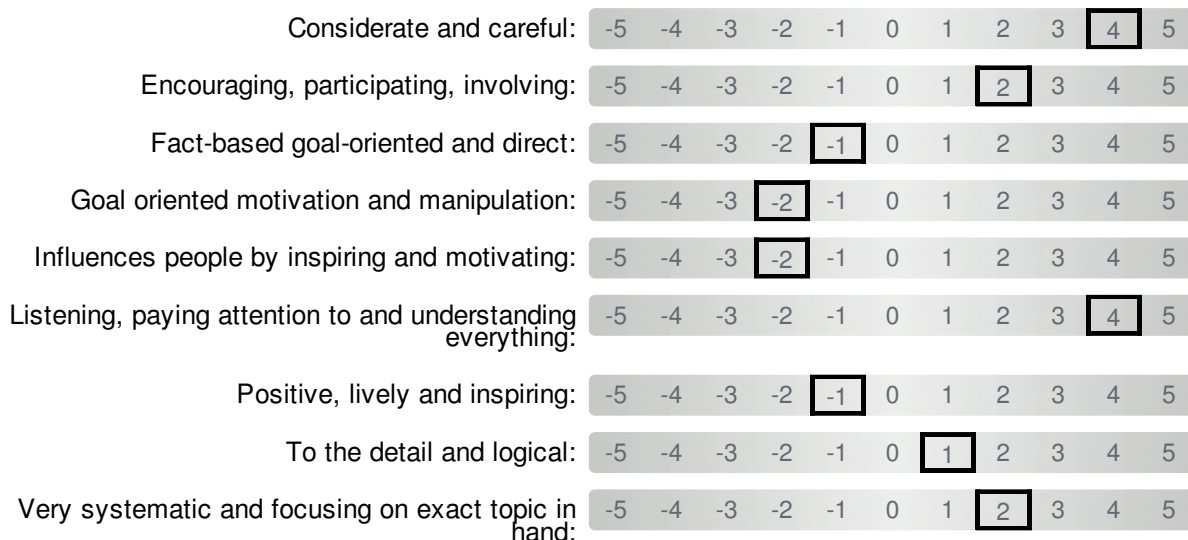 Considerate and careful: -5 -4 -3 -2 -1 0 1 2 3 4 5
Encouraging, participating, involving: -5 -4 -3 -2 -1 0 1 2 3 4 5
Fact-based goal-oriented and direct: -5 -4 -3 -2 -1 0 1 2 3 4 5
Goal oriented motivation and manipulation: -5 -4 -3 -2 -1 0 1 2 3 4 5
Influences people by inspiring and motivating: -5 -4 -3 -2 -1 0 1 2 3 4 5
Listening, paying attention to and understanding -5 -4 -3 -2 -1 0 1 2 3 4 5
everything:
Positive, lively and inspiring: -5 -4 -3 -2 -1 0 1 2 3 4 5
To the detail and logical: -5 -4 -3 -2 -1 0 1 2 3 4 5
Very systematic and focusing on exact topic in -5 -4 -3 -2 -1 0 1 2 3 4 5
hand: